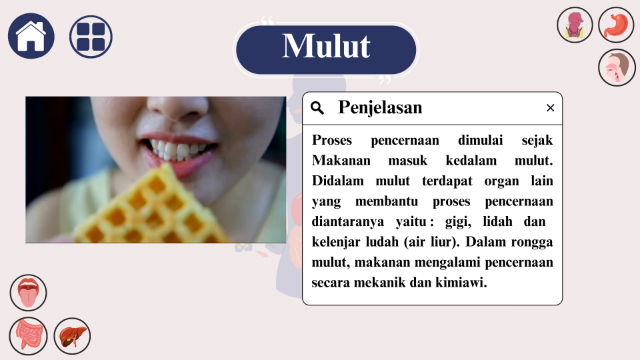 Mulut
Penjelasan
Proses pencernaan dimulai sejak
Makanan masuk kedalam mulut.
Didalam mulut terdapat organ lain
yang membantu proses pencernaan
diantaranya yaitu : gigi, lidah dan
kelenjar ludah (air liur). Dalam rongga
mulut, makanan mengalami pencernaan
secara mekanik dan kimiawi.